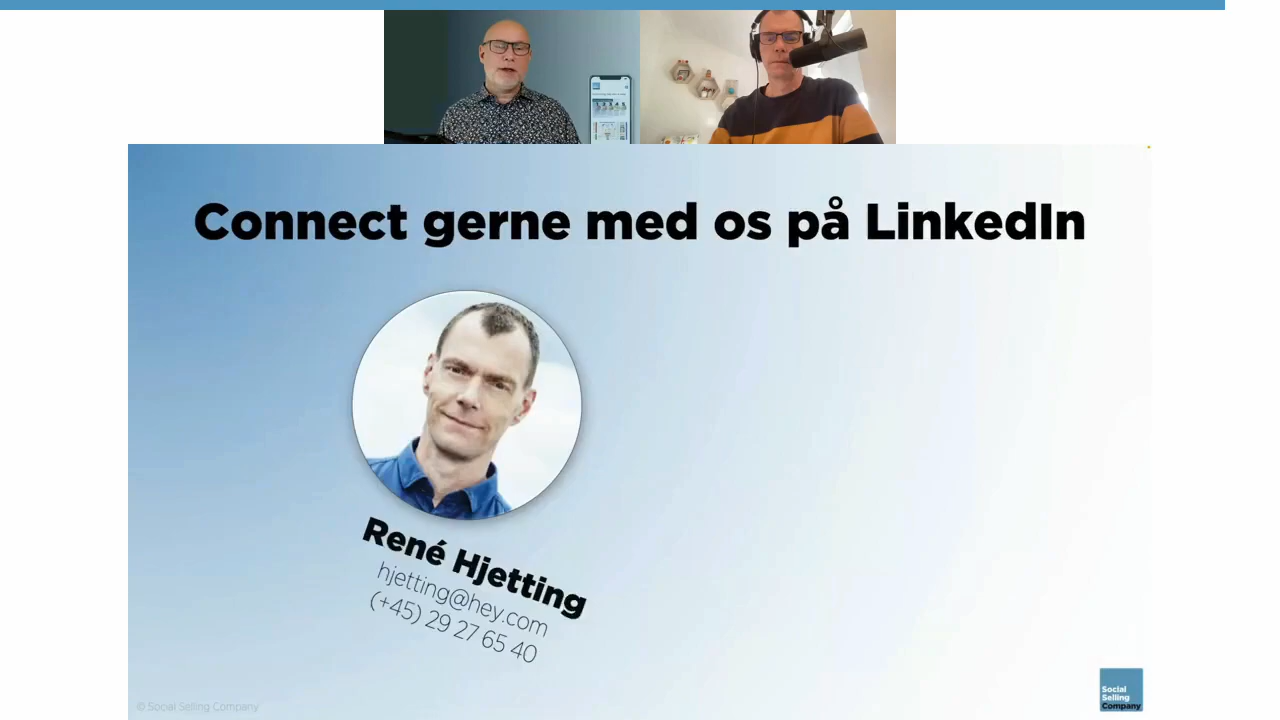 Connect gerne med os på LinkedIn
René Hjetting
hjetting@hey.com
(+45) 29 27 65 40
© Social Selling Company
Social
Selling
Company